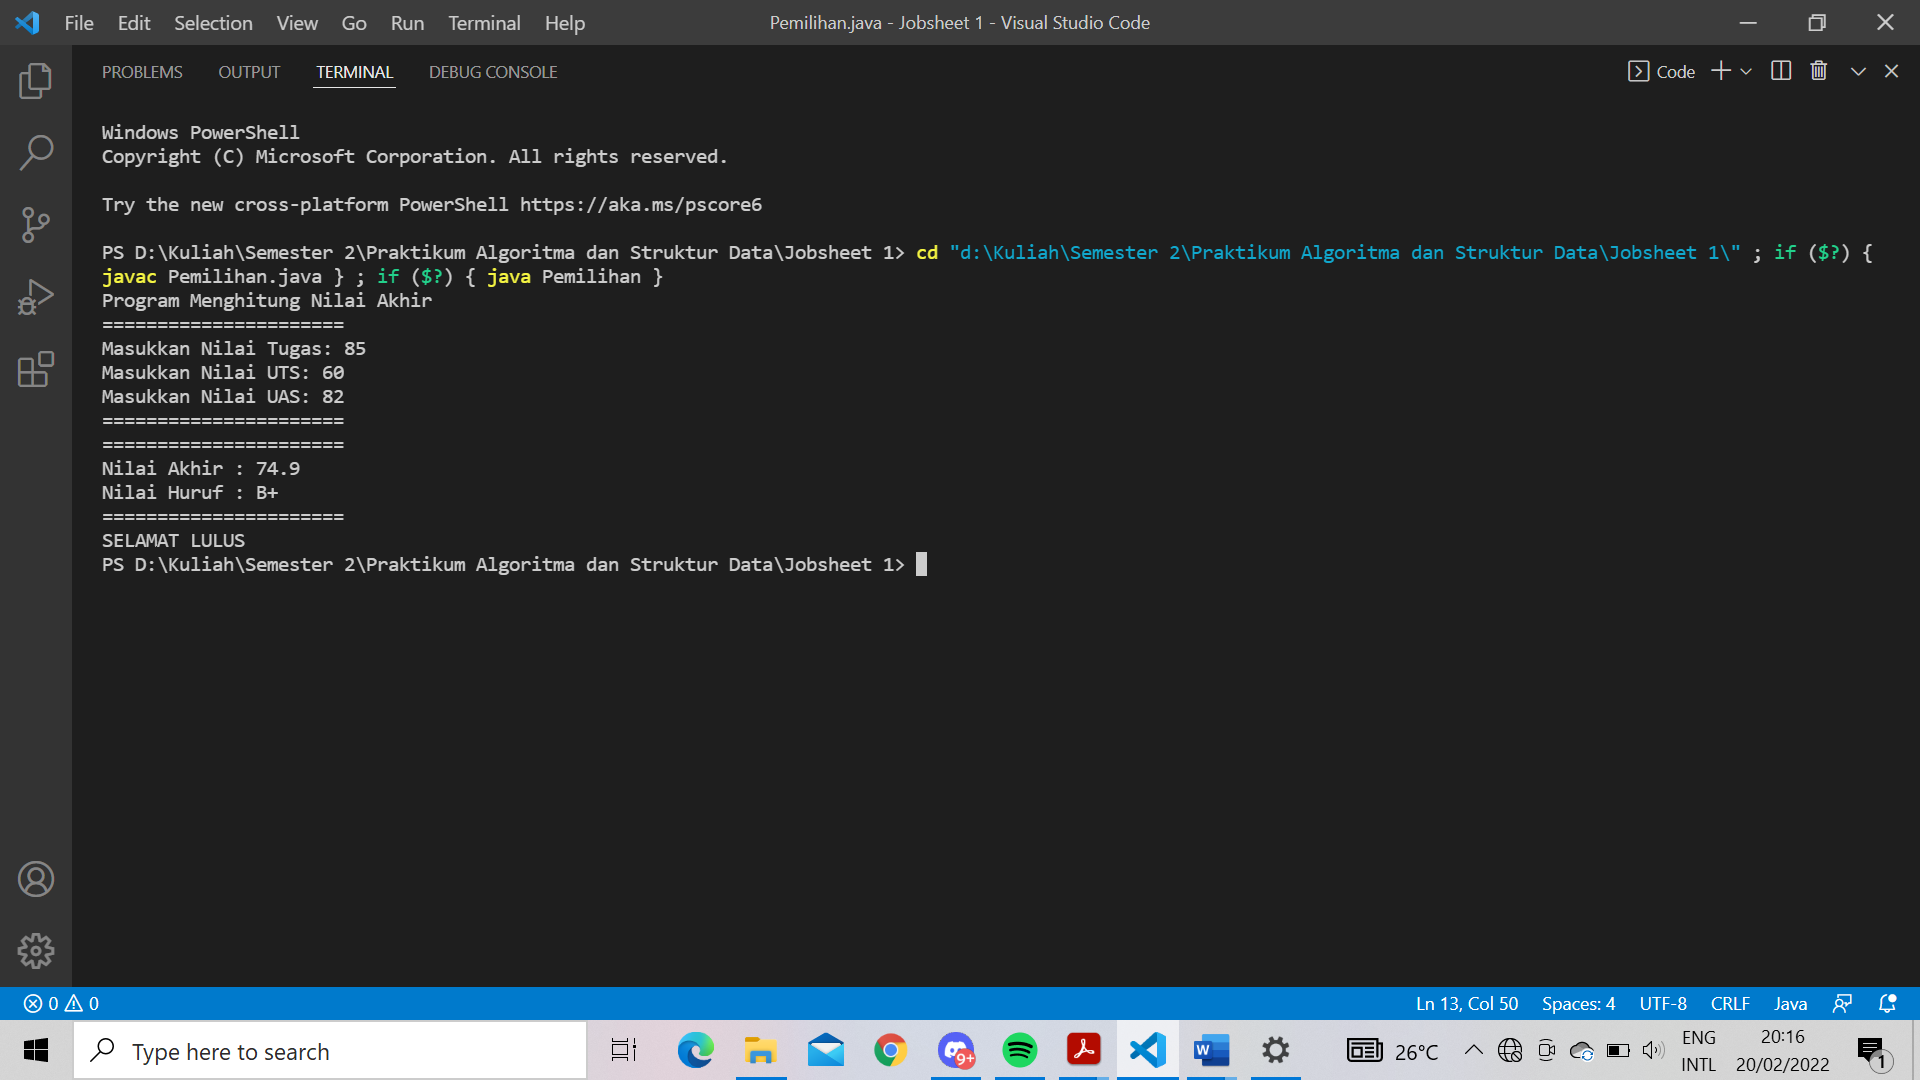 File Edit Selection View Go Run Terminal Help
Pemilihan.java - Jobsheet 1 - Visual Studio Code
PROBLEMS OUTPUT TERMINAL DEBUG CONSOLE
Code
Windows PowerShell
Copyright (C) Microsoft Corporation. All rights reserved.
Try the new cross-platform PowerShell https://aka.ms/pscore6
PS D:\Kuliah\Semester 2\Praktikum Algoritma dan Struktur Data\Jobsheet 1> cd "d:\Kuliah\Semester 2\Praktikum Algoritma dan Struktur Data\Jobsheet 1\" ; if ($?) {
javac Pemilihan.java } ; if ($?) { java Pemilihan }
Program Menghitung Nilai Akhir
======================
Masukkan Nilai Tugas: 85
Masukkan Nilai UTS: 60
Masukkan Nilai UAS: 82
======================
======================
Nilai Akhir : 74.9
Nilai Huruf : B+
======================
SELAMAT LULUS
PS D:\Kuliah\Semester 2\Praktikum Algoritma dan Struktur Data\Jobsheet 1>
0 0
Ln 13, Col 50 Spaces: 4 UTF-8 CRLF Java
Type here to search
9+
W
26°C
ENG
INTL
20:16
20/02/2022
1